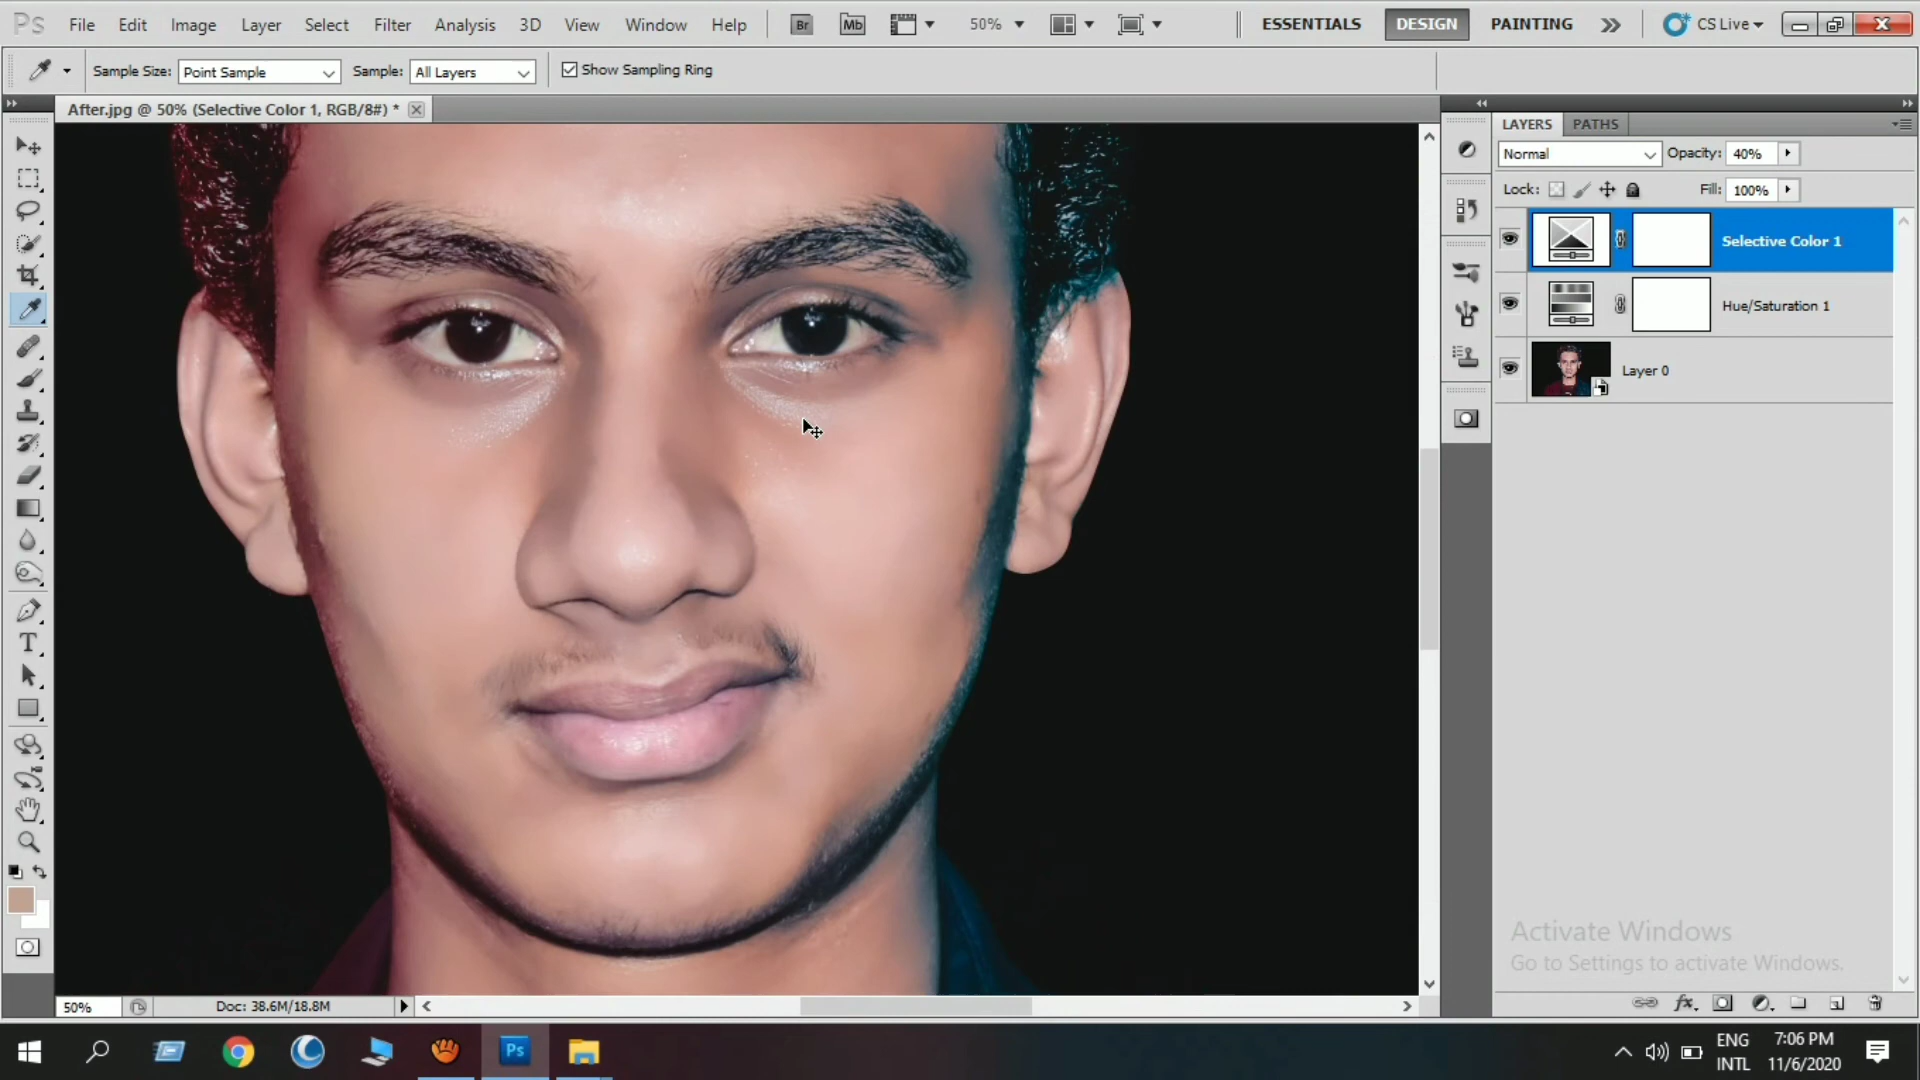 Ps File Edit Image Layer Select Filter Analysis 3D View Window Help Br Mb 50% ESSENTIALS DESIGN PAINTING CS Live
Sample Size: Point Sample Sample: All Layers Show Sampling Ring
After.jpg @ 50% (Selective Color 1, RGB/8#) *
LAYERS PATHS
Normal Opacity: 40%
Lock: Fill: 100%
Selective Color 1
Hue/Saturation 1
Layer 0
T
Activate Windows
Go to Settings to activate Windows.
50% Doc: 38.6M/18.8M
fx
Ps
ENG 7:06 PM
INTL 11/6/2020